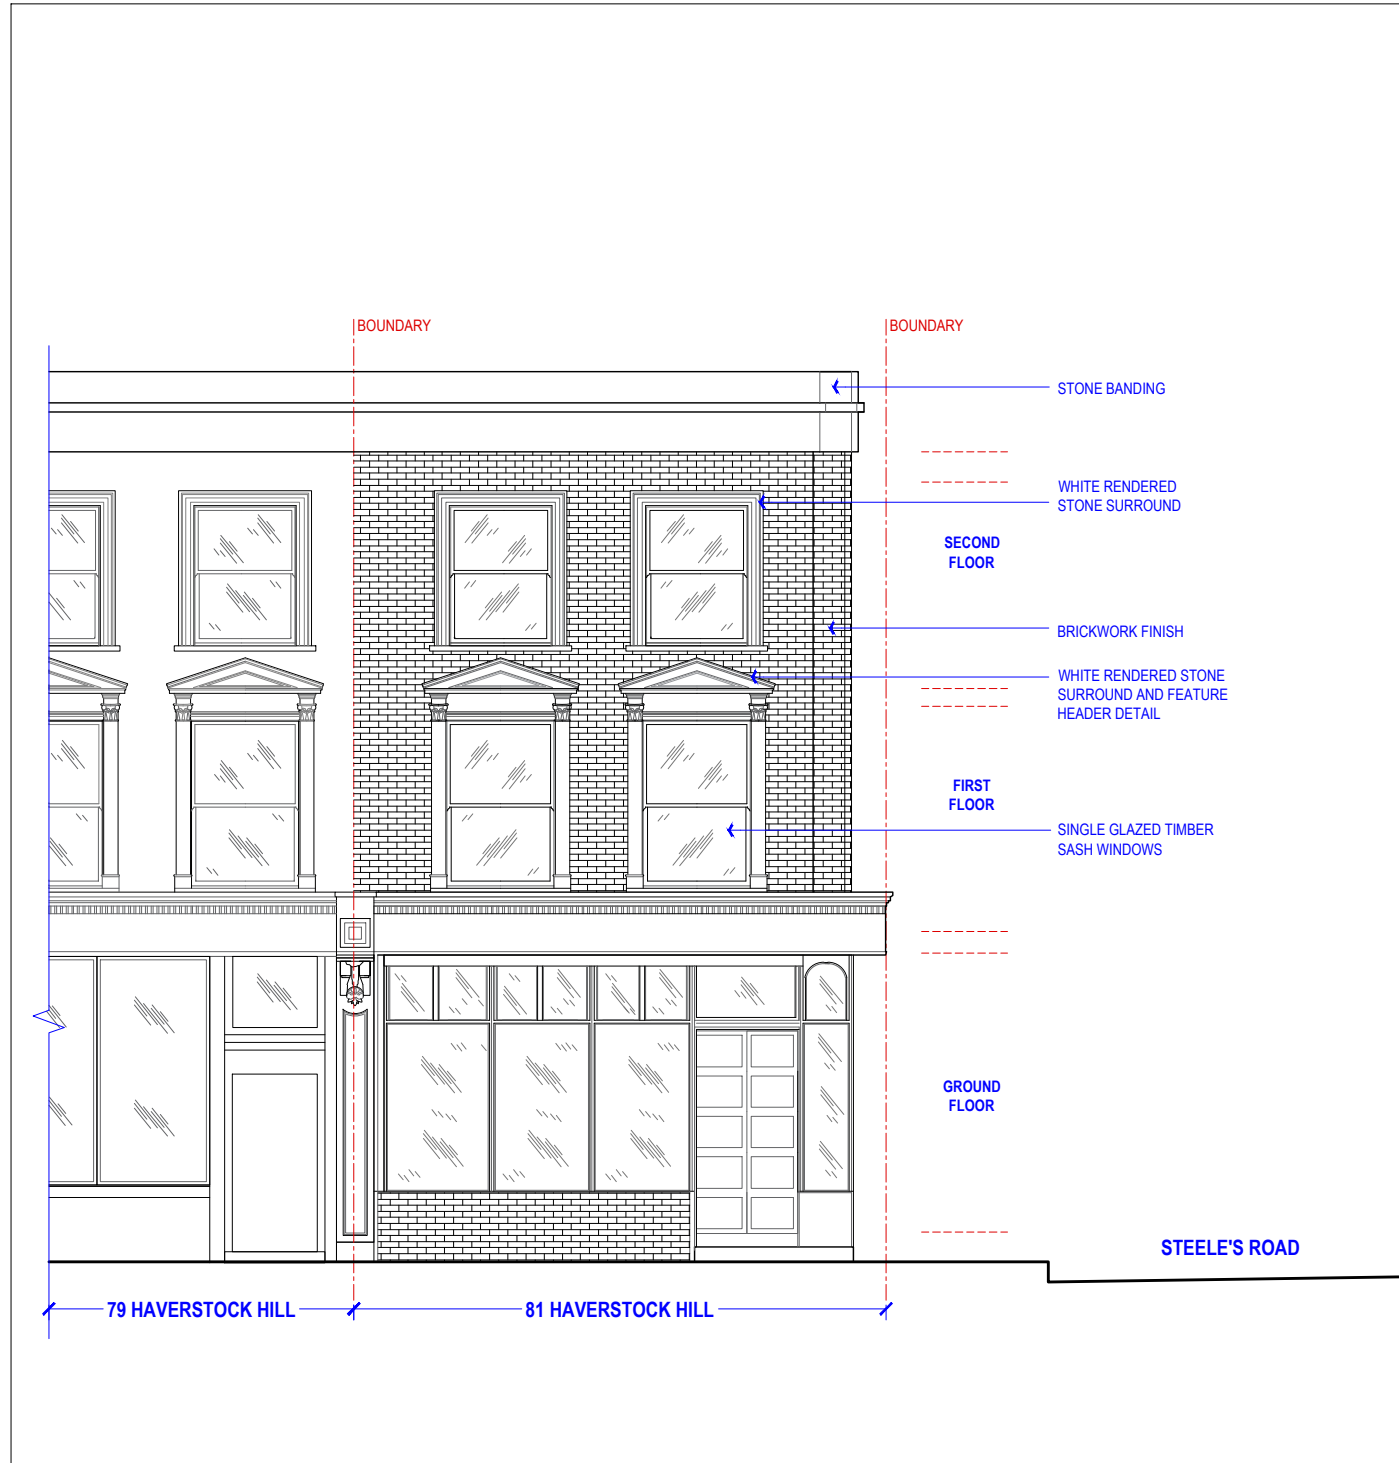 BOUNDARY
BOUNDARY
STONE BANDING
WHITE RENDERED
STONE SURROUND
SECOND
FLOOR
BRICKWORK FINISH
WHITE RENDERED STONE
SURROUND AND FEATURE
HEADER DETAIL
FIRST
FLOOR
SINGLE GLAZED TIMBER
SASH WINDOWS
GROUND
FLOOR
STEELE'S ROAD
79 HAVERSTOCK HILL
81 HAVERSTOCK HILL